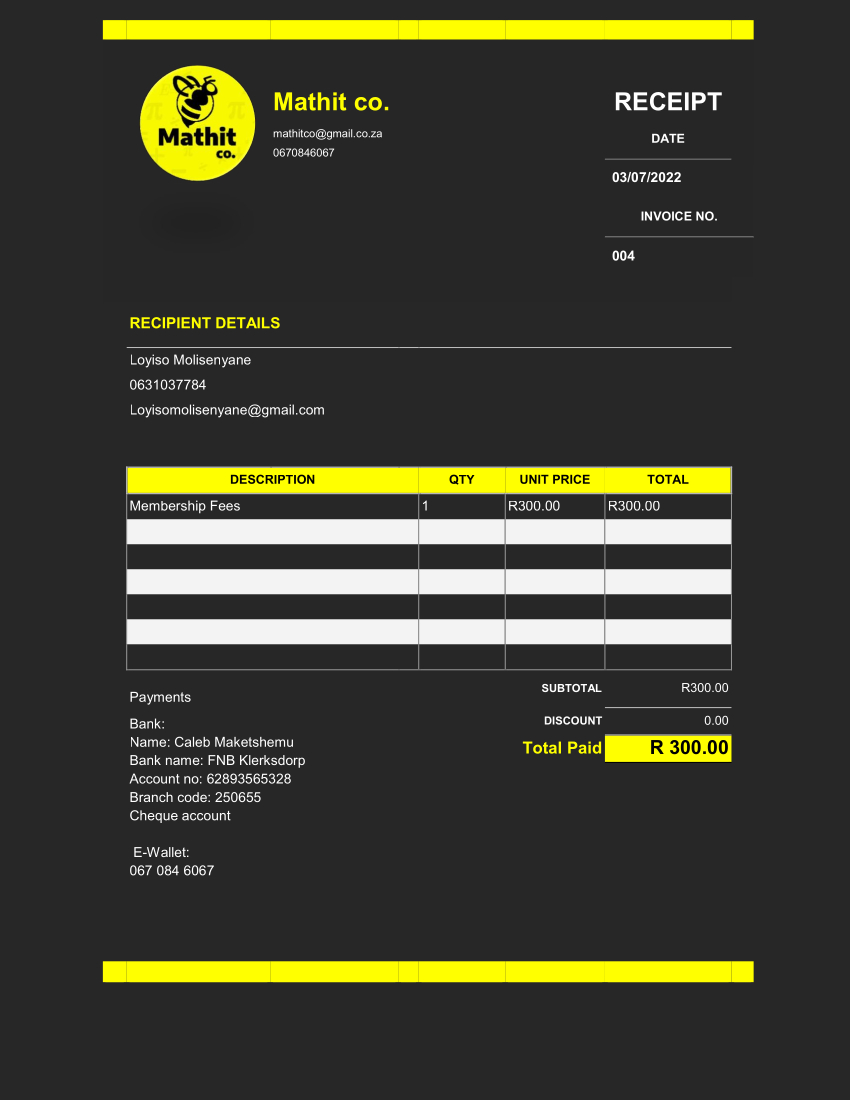 Mathit
co.
Mathit co.
mathitco@gmail.co.za
0670846067
RECEIPT
DATE
03/07/2022
INVOICE NO.
004
RECIPIENT DETAILS
Loyiso Molisenyane
0631037784
Loyisomolisenyane@gmail.com
DESCRIPTION QTY UNIT PRICE TOTAL
Membership Fees 1 R300.00 R300.00
SUBTOTAL R300.00
DISCOUNT 0.00
Total Paid R 300.00
Payments
Bank:
Name: Caleb Maketshemu
Bank name: FNB Klerksdorp
Account no: 62893565328
Branch code: 250655
Cheque account
E-Wallet:
067 084 6067